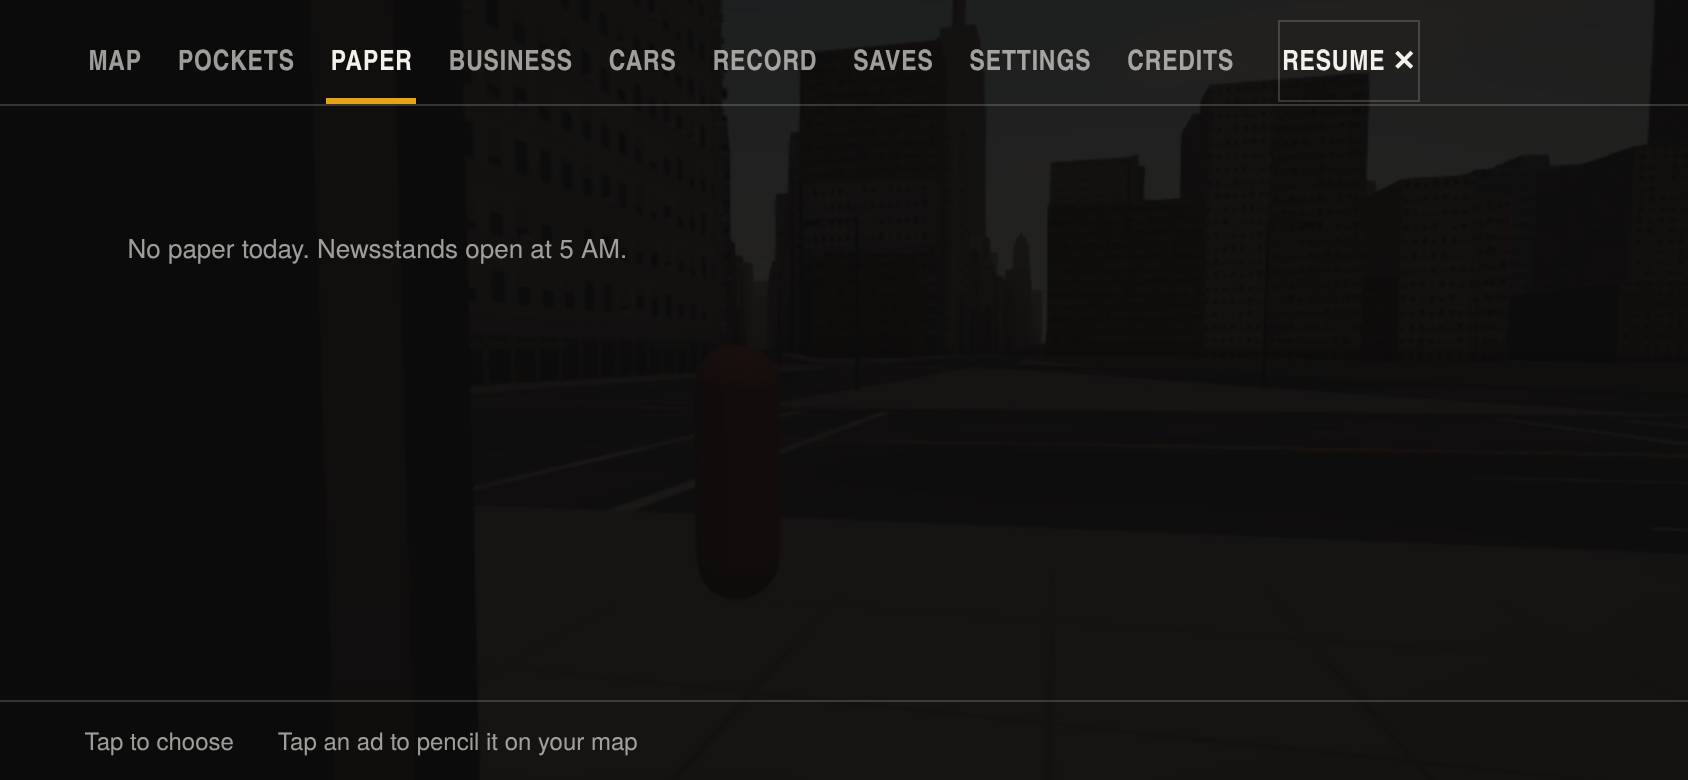 MAP POCKETS PAPER BUSINESS CARS RECORD SAVES SETTINGS CREDITS RESUME ✕
No paper today. Newsstands open at 5 AM.
Tap to choose Tap an ad to pencil it on your map